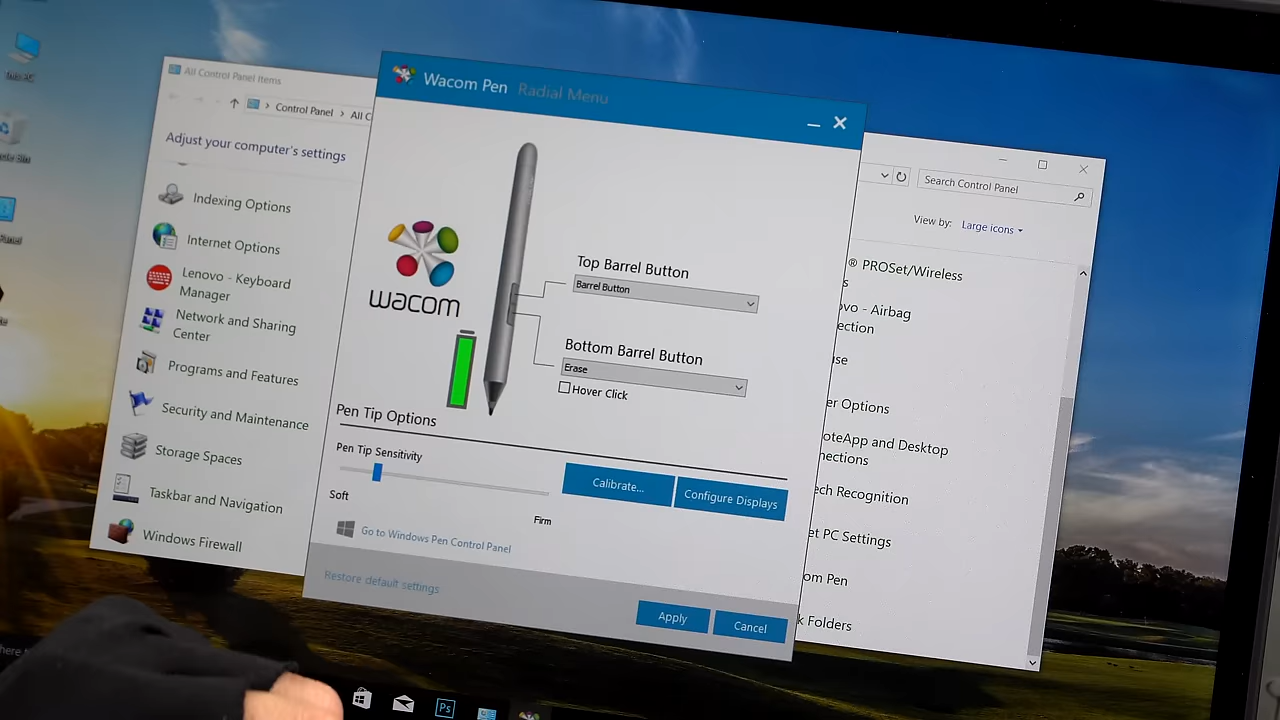 This PC
All Control Panel Items
Control Panel > All C
Adjust your computer's settings
Indexing Options
Internet Options
Lenovo - Keyboard
Manager
Network and Sharing
Center
Programs and Features
Security and Maintenance
Storage Spaces
Taskbar and Navigation
Windows Firewall
Wacom Pen Radial Menu
wacom
Top Barrel Button
Barrel Button
Bottom Barrel Button
Erase
Hover Click
Pen Tip Options
Pen Tip Sensitivity
Soft
Firm
Calibrate...
Configure Displays
Go to Windows Pen Control Panel
Restore default settings
Apply
Cancel
Search Control Panel
View by: Large icons
® PROSet/Wireless
s
ovo - Airbag
ection
use
er Options
oteApp and Desktop
nections
ech Recognition
et PC Settings
om Pen
k Folders
Ps